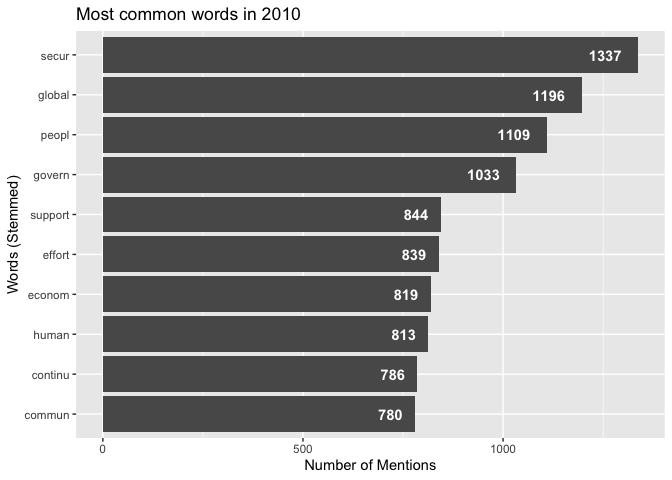 Most common words in 2010
Words (Stemmed)
secur 1337
global 1196
peopl 1109
govern 1033
support 844
effort 839
econom 819
human 813
continu 786
commun 780
0 500 1000
Number of Mentions